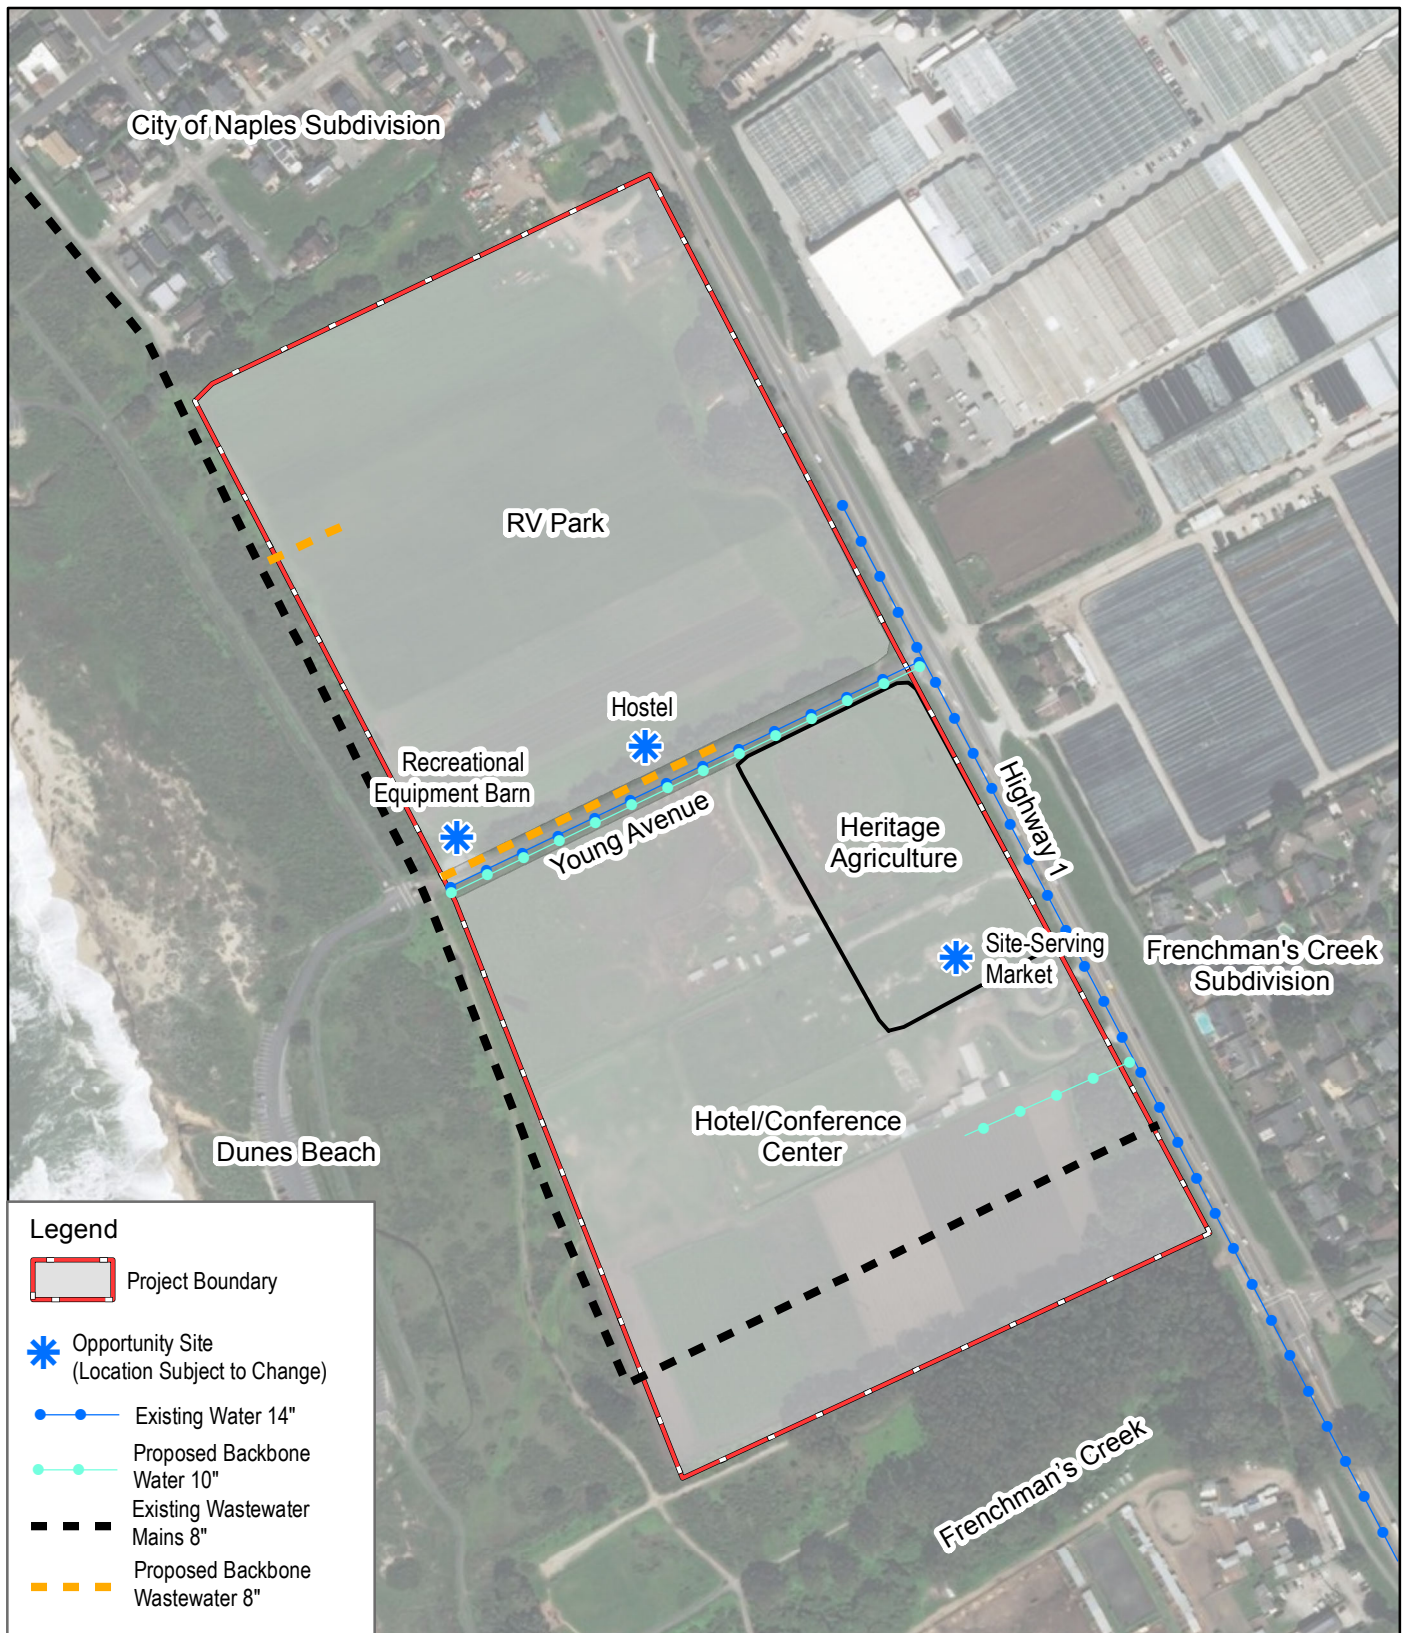 City of Naples Subdivision
RV Park
Hostel
Recreational
Equipment Barn
Young Avenue
Highway 1
Heritage
Agriculture
Site-Serving
Market
Frenchman's Creek
Subdivision
Hotel/Conference
Center
Dunes Beach
Frenchman's Creek
Legend
Project Boundary
Opportunity Site
(Location Subject to Change)
Existing Water 14"
Proposed Backbone
Water 10"
Existing Wastewater
Mains 8"
Proposed Backbone
Wastewater 8"